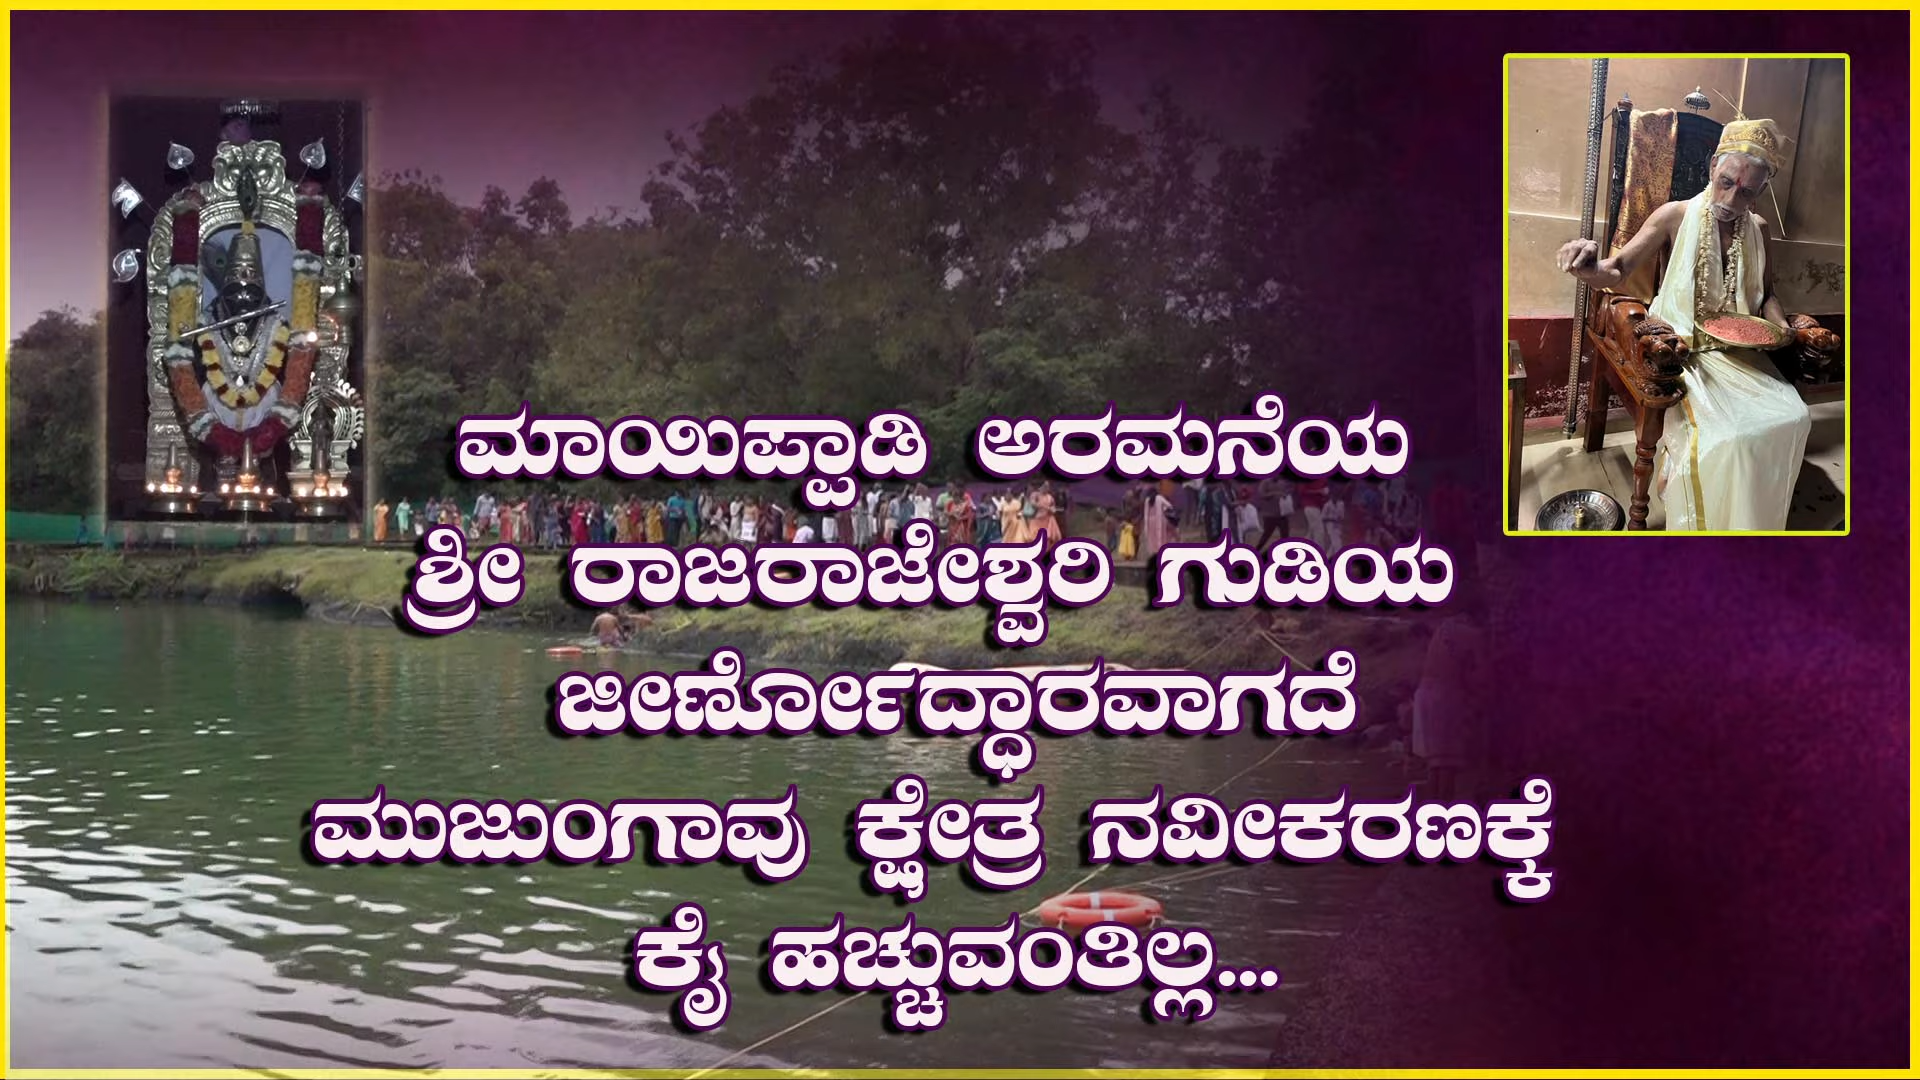 ಮಾಯಿಪ್ಪಾಡಿ ಅರಮನೆಯ
ಶ್ರೀ ರಾಜರಾಜೇಶ್ವರಿ ಗುಡಿಯ
ಜೀರ್ಣೋದ್ಧಾರವಾಗದೆ
ಮುಜುಂಗಾವು ಕ್ಷೇತ್ರ ನವೀಕರಣಕ್ಕೆ
ಕೈ ಹಚ್ಚುವಂತಿಲ್ಲ...